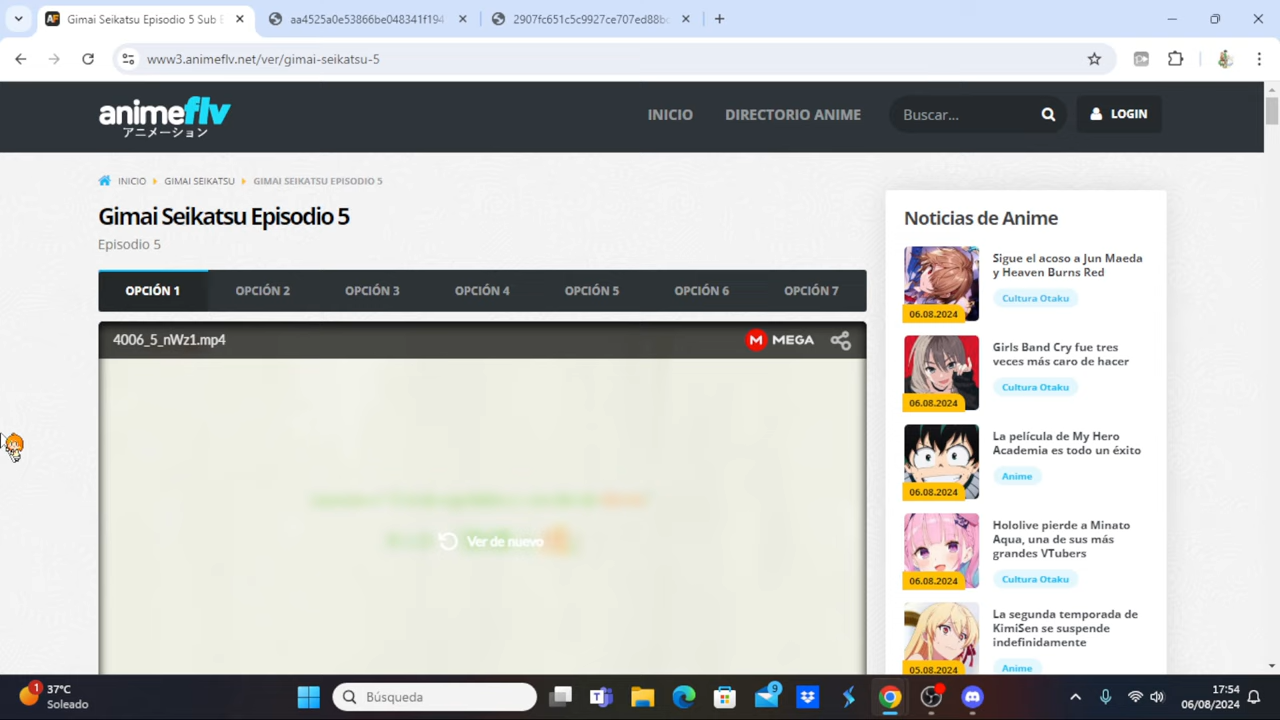 Gimai Seikatsu Episodio 5 Sub E
aa4525a0e53866be048341f194
2907fc651c5c9927ce707ed88b
www3.animeflv.net/ver/gimai-seikatsu-5
animeflv
アニメーション
INICIO
DIRECTORIO ANIME
Buscar...
LOGIN
INICIO
GIMAI SEIKATSU
GIMAI SEIKATSU EPISODIO 5
Gimai Seikatsu Episodio 5
Episodio 5
OPCIÓN 1
OPCIÓN 2
OPCIÓN 3
OPCIÓN 4
OPCIÓN 5
OPCIÓN 6
OPCIÓN 7
4006_5_nWz1.mp4
M MEGA
Ver de nuevo
Noticias de Anime
Sigue el acoso a Jun Maeda
y Heaven Burns Red
Cultura Otaku
06.08.2024
Girls Band Cry fue tres
veces más caro de hacer
Cultura Otaku
06.08.2024
La película de My Hero
Academia es todo un éxito
Anime
06.08.2024
Hololive pierde a Minato
Aqua, una de sus más
grandes VTubers
Cultura Otaku
06.08.2024
La segunda temporada de
KimiSen se suspende
indefinidamente
Anime
05.08.2024
1
37°C
Soleado
Búsqueda
9
17:54
06/08/2024